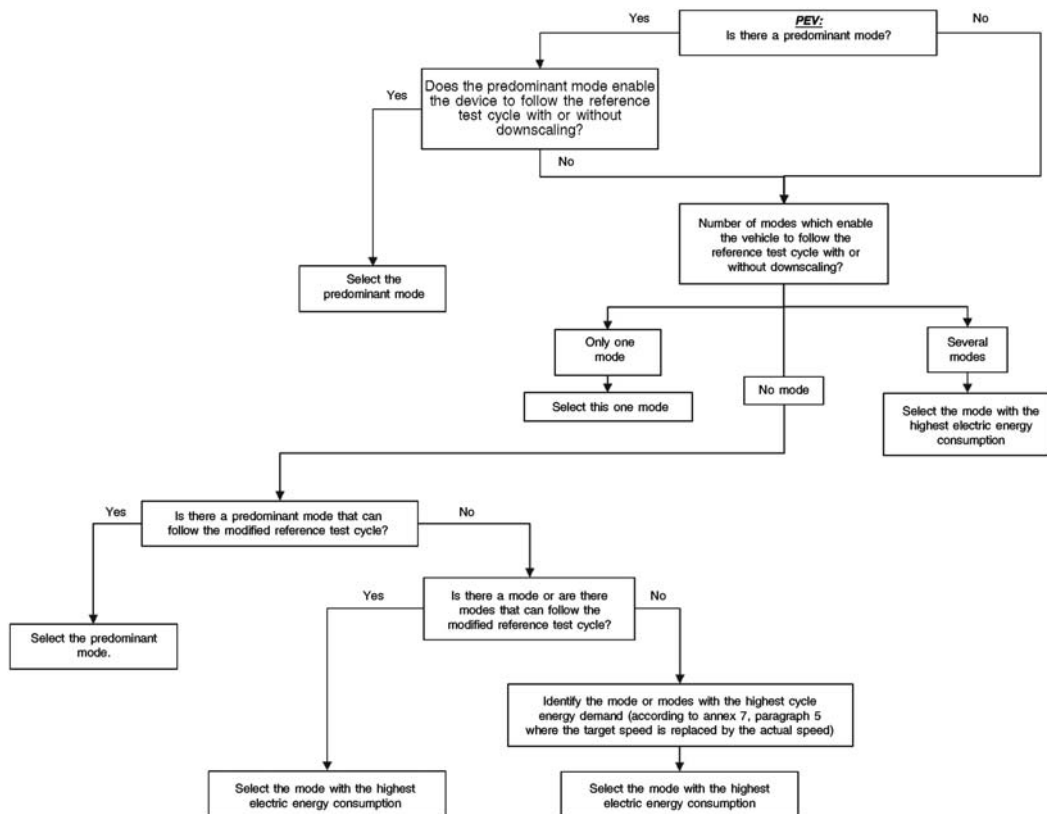 Yes
PEV:
No
Is there a predominant mode?
Yes
Does the predominant mode enable
the device to follow the reference
test cycle with or without
downscaling?
No
Number of modes which enable
the vehicle to follow the
reference test cycle with or
without downscaling?
Select the
predominant mode
Only one
mode
Several
modes
No mode
Select this one mode
Select the mode with the
highest electric energy
consumption
Yes
Is there a predominant mode that can
follow the modified reference test cycle?
No
Yes
Is there a mode or are there
modes that can follow the
modified reference test cycle?
No
Select the predominant
mode.
Identify the mode or modes with the highest cycle
energy demand (according to annex 7, paragraph 5
where the target speed is replaced by the actual speed)
Select the mode with the highest
electric energy consumption
Select the mode with the highest
electric energy consumption